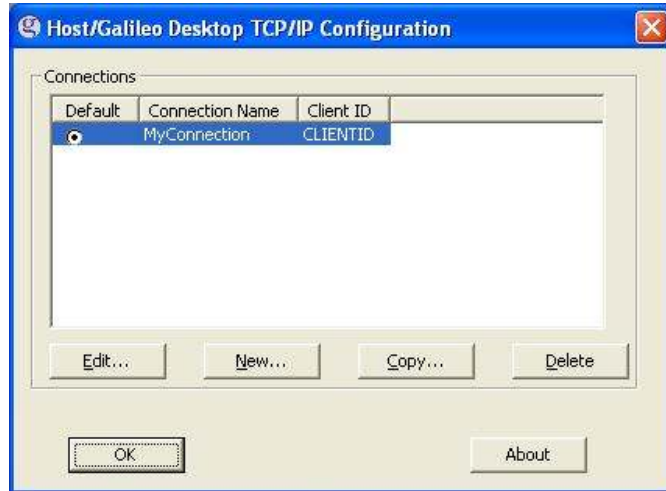 Host/Galileo Desktop TCP/IP Configuration
Connections
Default Connection Name Client ID
MyConnection CLIENTID
Edit... New... Copy... Delete
OK About